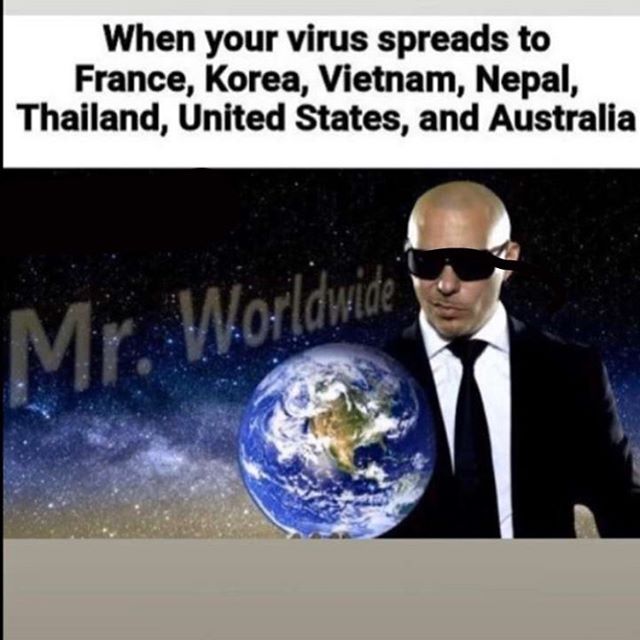 When your virus spreads to
France, Korea, Vietnam, Nepal,
Thailand, United States, and Australia
Mr. Worldwide